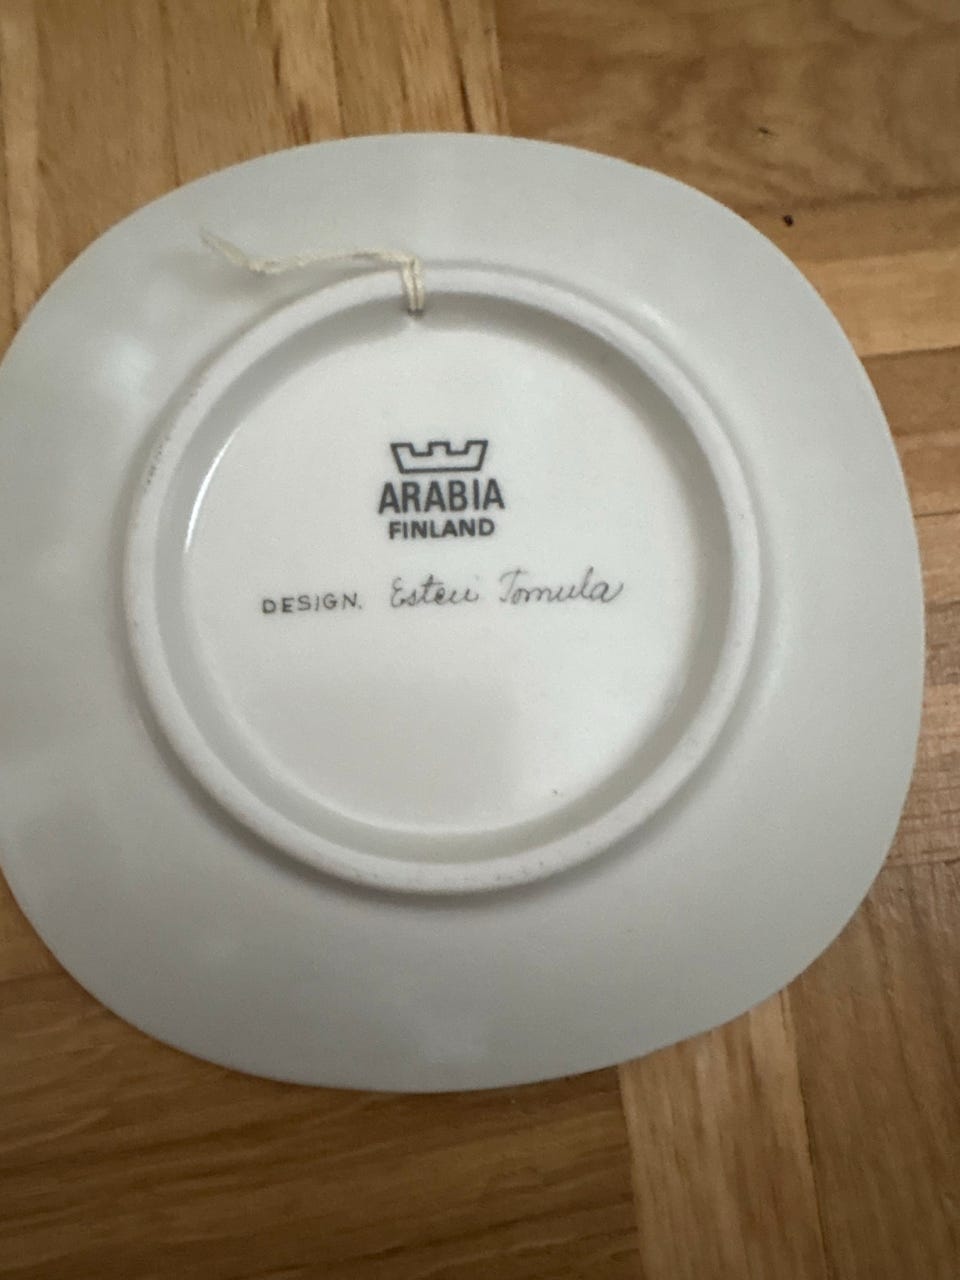 ARABIA
FINLAND
DESIGN. Esteri Tomula